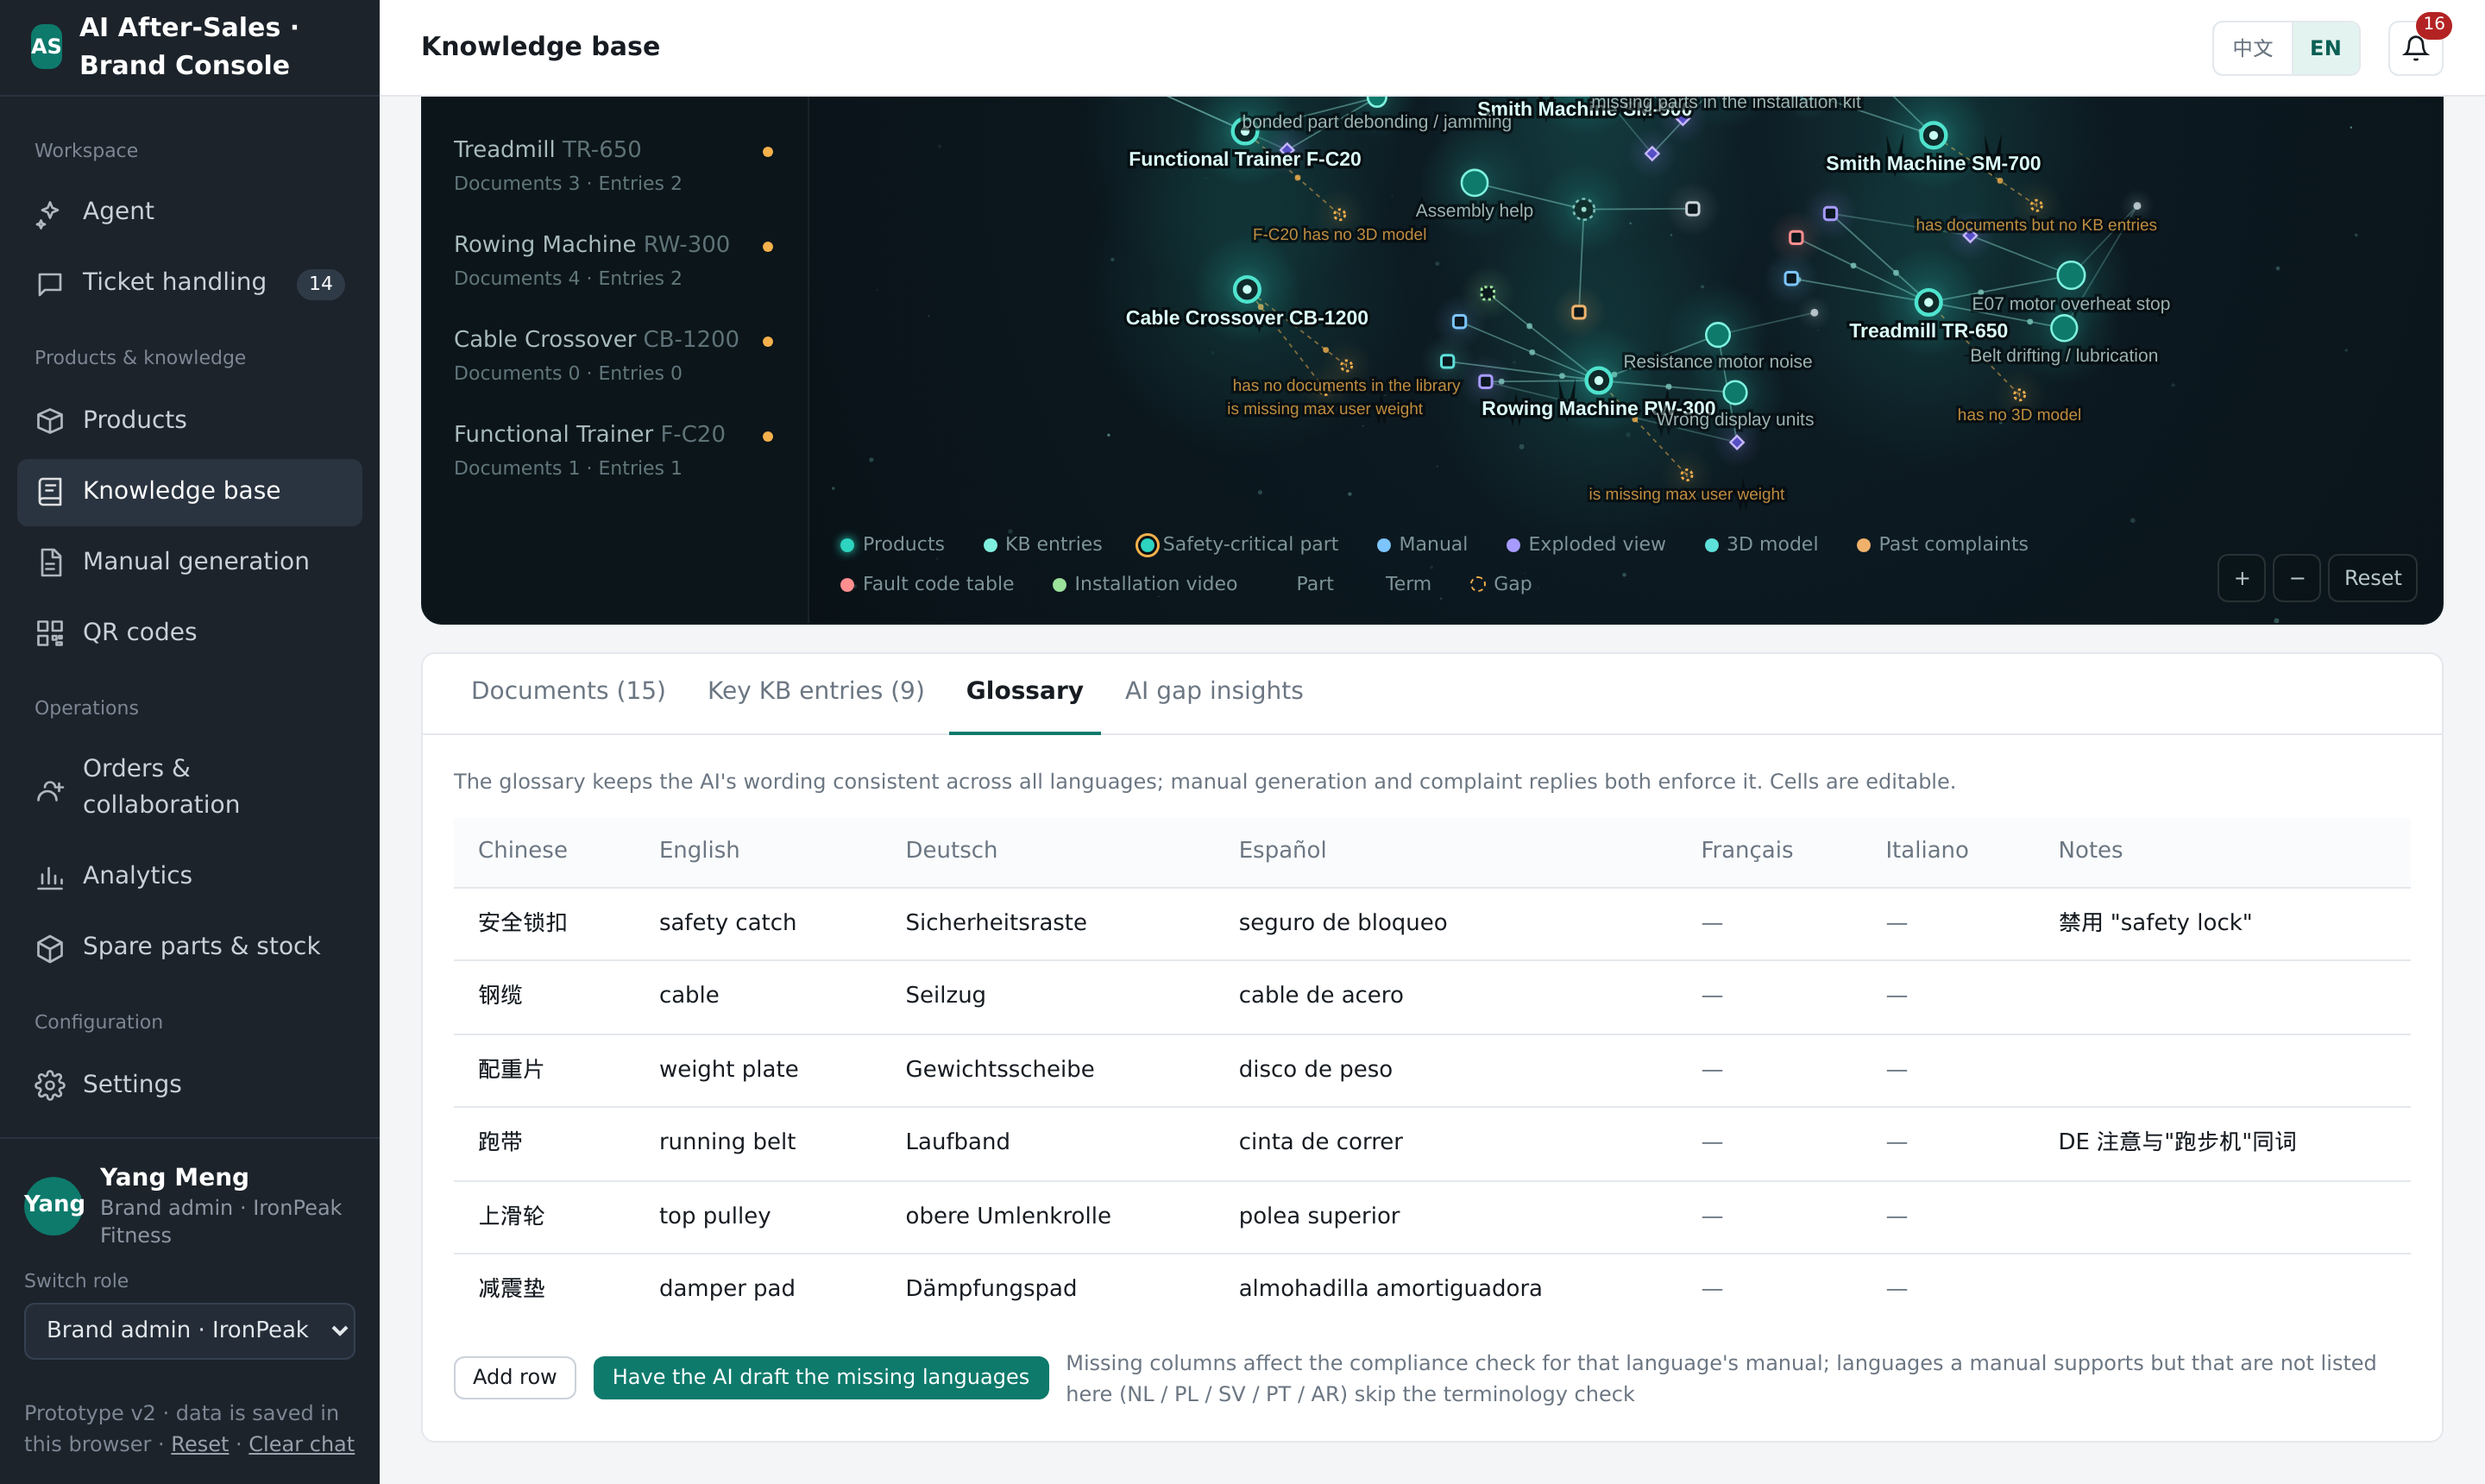 AS
AI After-Sales ·
Brand Console
Workspace
Agent
Ticket handling 14
Products & knowledge
Products
Knowledge base
Manual generation
QR codes
Operations
Orders &
collaboration
Analytics
Spare parts & stock
Configuration
Settings
Yang
Yang Meng
Brand admin · IronPeak
Fitness
Switch role
Brand admin · IronPeak
Prototype v2 · data is saved in
this browser · Reset · Clear chat
Knowledge base
中文 EN
16
Treadmill TR-650
Documents 3 · Entries 2
Rowing Machine RW-300
Documents 4 · Entries 2
Cable Crossover CB-1200
Documents 0 · Entries 0
Functional Trainer F-C20
Documents 1 · Entries 1
missing parts in the installation kit
Smith Machine SM-900
bonded part debonding / jamming
Functional Trainer F-C20
Smith Machine SM-700
Assembly help
has documents but no KB entries
F-C20 has no 3D model
E07 motor overheat stop
Cable Crossover CB-1200
Treadmill TR-650
Belt drifting / lubrication
Resistance motor noise
has no documents in the library
is missing max user weight
Rowing Machine RW-300
Wrong display units
has no 3D model
is missing max user weight
Products KB entries Safety-critical part Manual Exploded view 3D model Past complaints
Fault code table Installation video Part Term Gap
+ − Reset
Documents (15) Key KB entries (9) Glossary AI gap insights
The glossary keeps the AI's wording consistent across all languages; manual generation and complaint replies both enforce it. Cells are editable.
Chinese English Deutsch Español Français Italiano Notes
安全锁扣 safety catch Sicherheitsraste seguro de bloqueo — — 禁用 "safety lock"
钢缆 cable Seilzug cable de acero — —
配重片 weight plate Gewichtsscheibe disco de peso — —
跑带 running belt Laufband cinta de correr — — DE 注意与"跑步机"同词
上滑轮 top pulley obere Umlenkrolle polea superior — —
减震垫 damper pad Dämpfungspad almohadilla amortiguadora — —
Add row Have the AI draft the missing languages
Missing columns affect the compliance check for that language's manual; languages a manual supports but that are not listed
here (NL / PL / SV / PT / AR) skip the terminology check